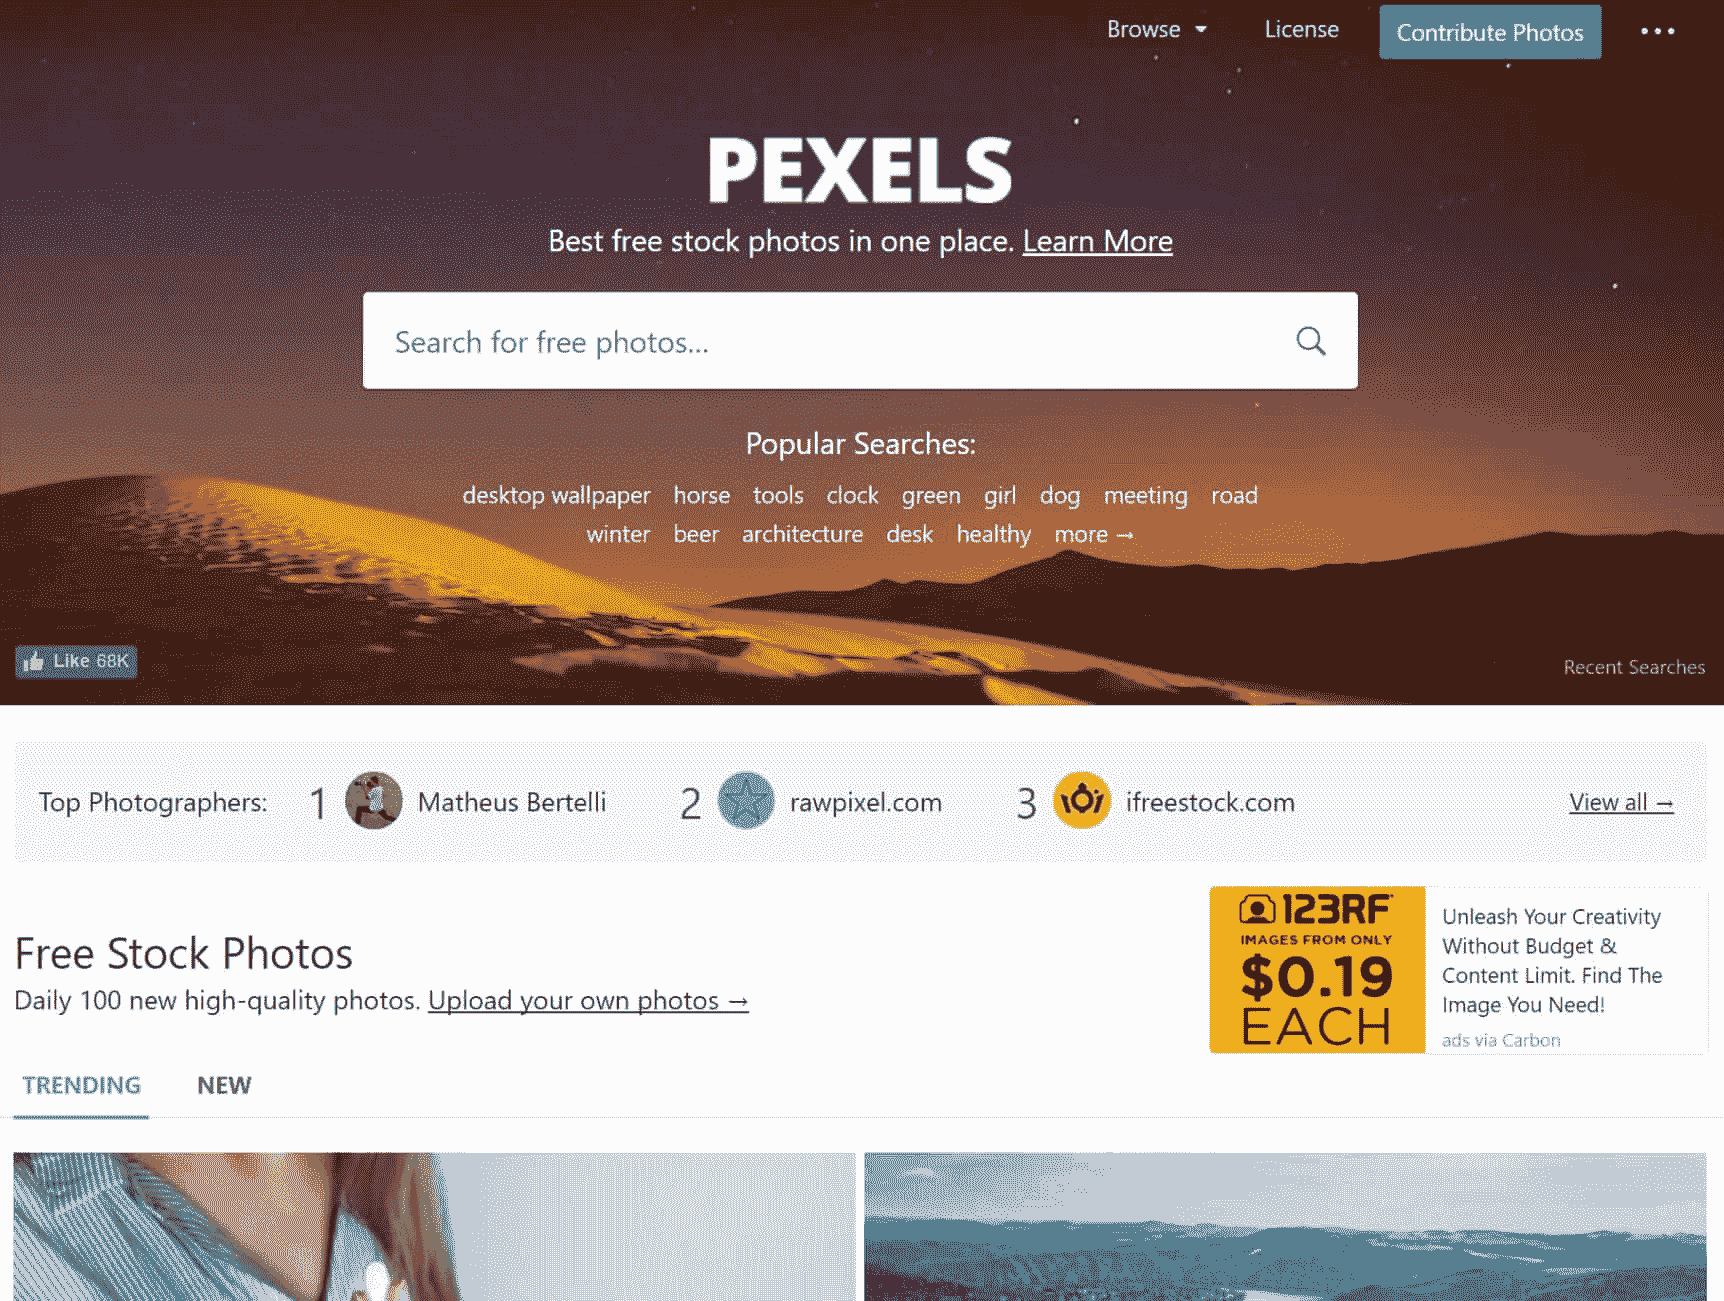 Browse License Contribute Photos
PEXELS
Best free stock photos in one place. Learn More
Search for free photos...
Popular Searches:
desktop wallpaper horse tools clock green girl dog meeting road
winter beer architecture desk healthy more →
Like 68K
Recent Searches
Top Photographers: 1 Matheus Bertelli 2 rawpixel.com 3 ifreestock.com View all →
Free Stock Photos
Daily 100 new high-quality photos. Upload your own photos →
123RF
IMAGES FROM ONLY
$0.19
EACH
Unleash Your Creativity
Without Budget &
Content Limit. Find The
Image You Need!
ads via Carbon
TRENDING NEW